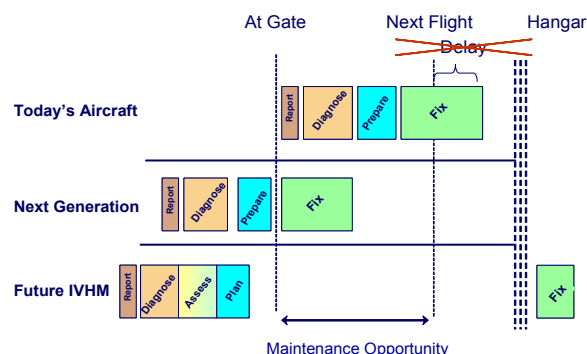 At Gate
Next Flight
Hangar
Delay
Today's Aircraft
Report
Diagnose
Prepare
Fix
Next Generation
Report
Diagnose
Prepare
Fix
Future IVHM
Report
Diagnose
Assess
Plan
Fix
Maintenance Opportunity